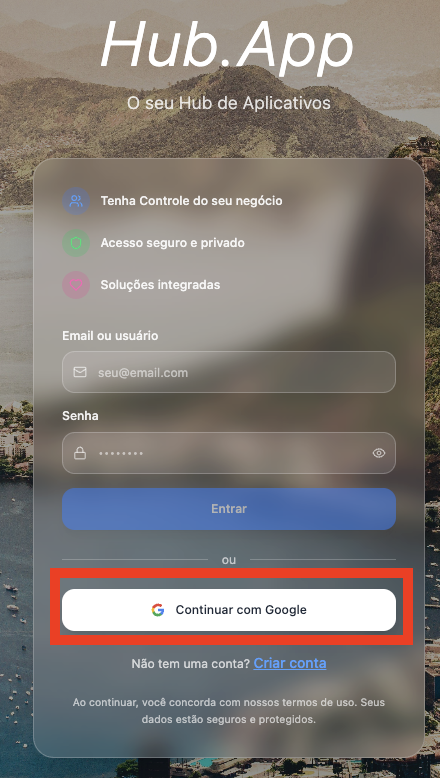 Hub.App
O seu Hub de Aplicativos
Tenha Controle do seu negócio
Acesso seguro e privado
Soluções integradas
Email ou usuário
seu@email.com
Senha
••••••••
Entrar
ou
Continuar com Google
Não tem uma conta? Criar conta
Ao continuar, você concorda com nossos termos de uso. Seus
dados estão seguros e protegidos.